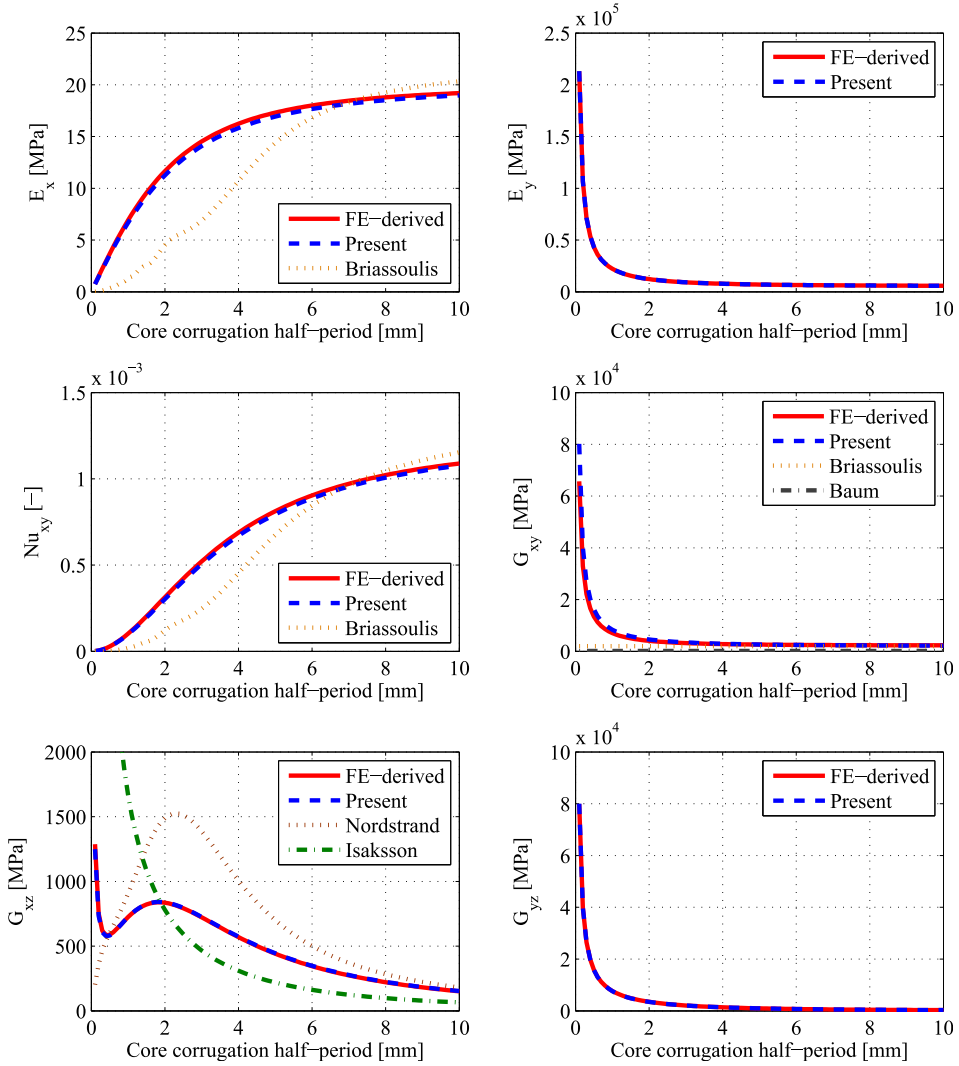 25
20
15
10
5
0
E_x [MPa]
FE−derived
Present
Briassoulis
0 2 4 6 8 10
Core corrugation half−period [mm]
x 10^5
2.5
2
1.5
1
0.5
0
E_y [MPa]
FE−derived
Present
0 2 4 6 8 10
Core corrugation half−period [mm]
x 10^−3
1.5
1
0.5
0
Nu_xy [−]
FE−derived
Present
Briassoulis
0 2 4 6 8 10
Core corrugation half−period [mm]
x 10^4
10
8
6
4
2
0
G_xy [MPa]
FE−derived
Present
Briassoulis
Baum
0 2 4 6 8 10
Core corrugation half−period [mm]
2000
1500
1000
500
0
G_xz [MPa]
FE−derived
Present
Nordstrand
Isaksson
0 2 4 6 8 10
Core corrugation half−period [mm]
x 10^4
10
8
6
4
2
0
G_yz [MPa]
FE−derived
Present
0 2 4 6 8 10
Core corrugation half−period [mm]